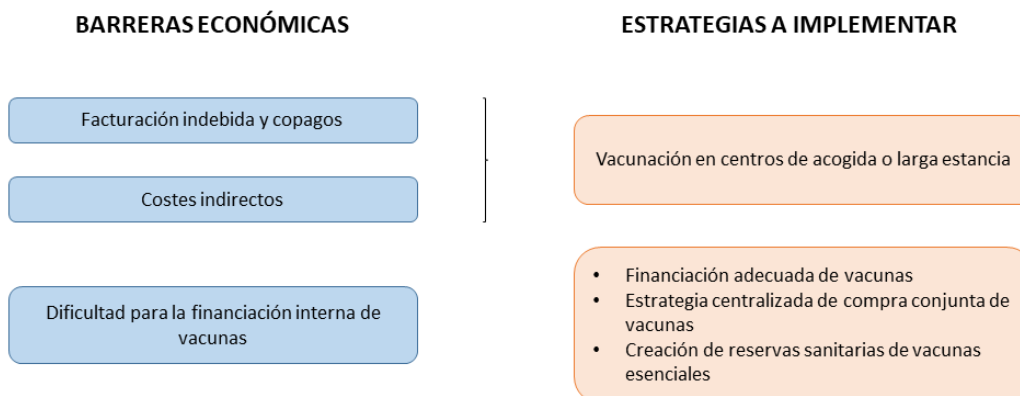 BARRERAS ECONÓMICAS
ESTRATEGIAS A IMPLEMENTAR
Facturación indebida y copagos
Costes indirectos
Vacunación en centros de acogida o larga estancia
Dificultad para la financiación interna de
vacunas
• Financiación adecuada de vacunas
• Estrategia centralizada de compra conjunta de
vacunas
• Creación de reservas sanitarias de vacunas
esenciales